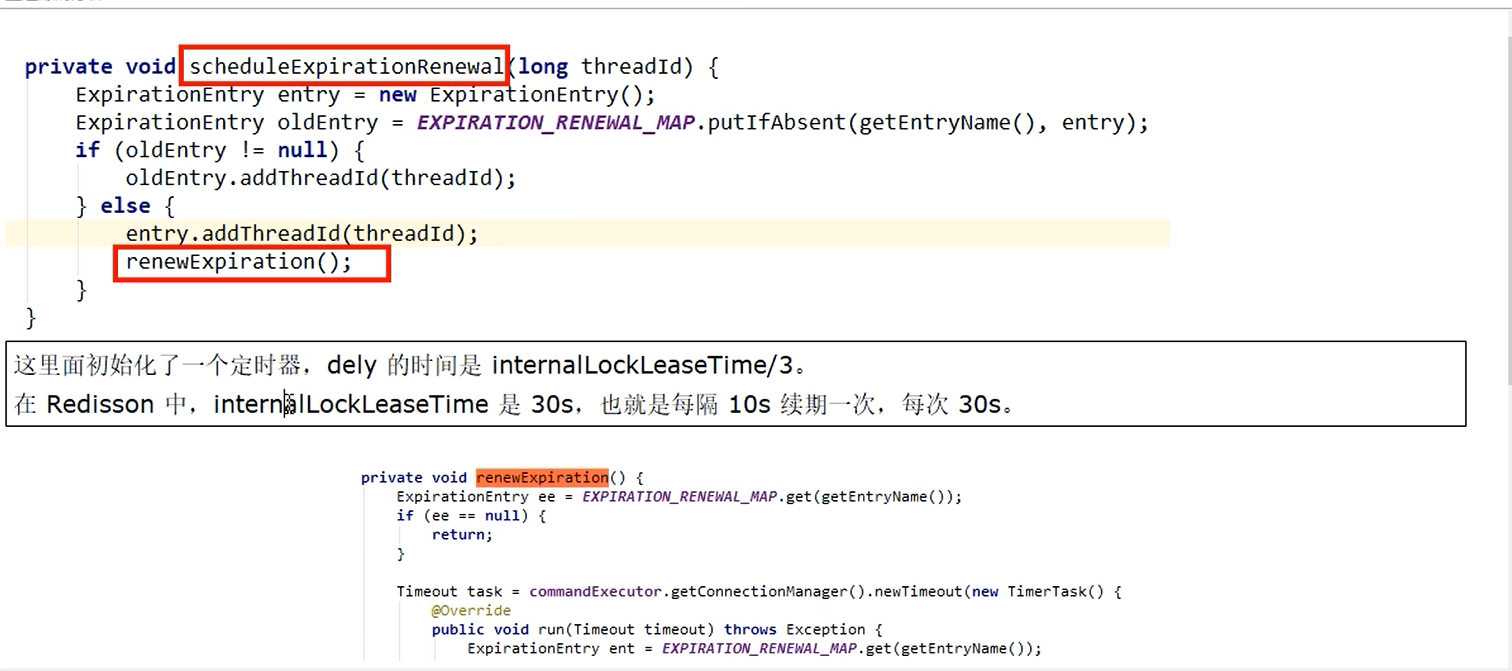 private void scheduleExpirationRenewal(long threadId) {
ExpirationEntry entry = new ExpirationEntry();
ExpirationEntry oldEntry = EXPIRATION_RENEWAL_MAP.putIfAbsent(getEntryName(), entry);
if (oldEntry != null) {
oldEntry.addThreadId(threadId);
} else {
entry.addThreadId(threadId);
renewExpiration();
}
}
这里面初始化了一个定时器，dely 的时间是 internalLockLeaseTime/3。
在 Redisson 中，internalLockLeaseTime 是 30s，也就是每隔 10s 续期一次，每次 30s。
private void renewExpiration() {
ExpirationEntry ee = EXPIRATION_RENEWAL_MAP.get(getEntryName());
if (ee == null) {
return;
}
Timeout task = commandExecutor.getConnectionManager().newTimeout(new TimerTask() {
@Override
public void run(Timeout timeout) throws Exception {
ExpirationEntry ent = EXPIRATION_RENEWAL_MAP.get(getEntryName());